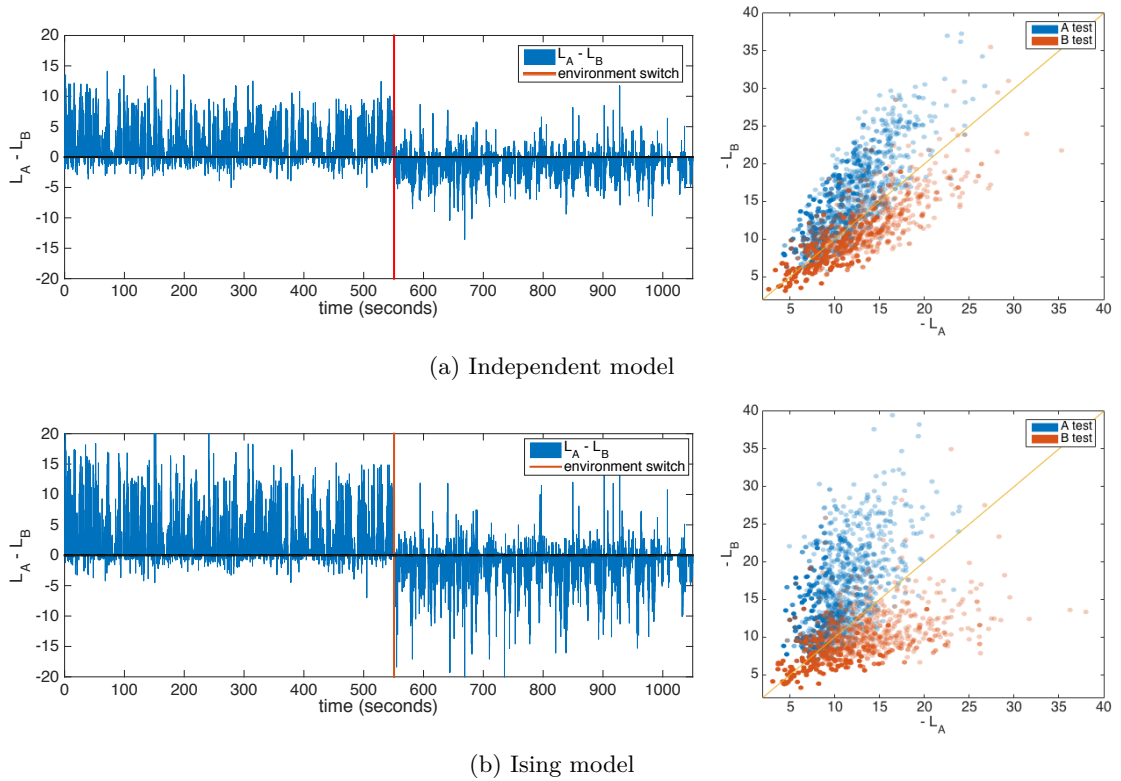 20
15
10
5
0
-5
-10
-15
-20
L_A - L_B
L_A - L_B
environment switch
0 100 200 300 400 500 600 700 800 900 1000
time (seconds)
40
35
30
25
20
15
10
5
- L_B
A test
B test
5 10 15 20 25 30 35 40
- L_A
(a) Independent model
20
15
10
5
0
-5
-10
-15
-20
L_A - L_B
L_A - L_B
environment switch
0 100 200 300 400 500 600 700 800 900 1000
time (seconds)
40
35
30
25
20
15
10
5
- L_B
A test
B test
5 10 15 20 25 30 35 40
- L_A
(b) Ising model